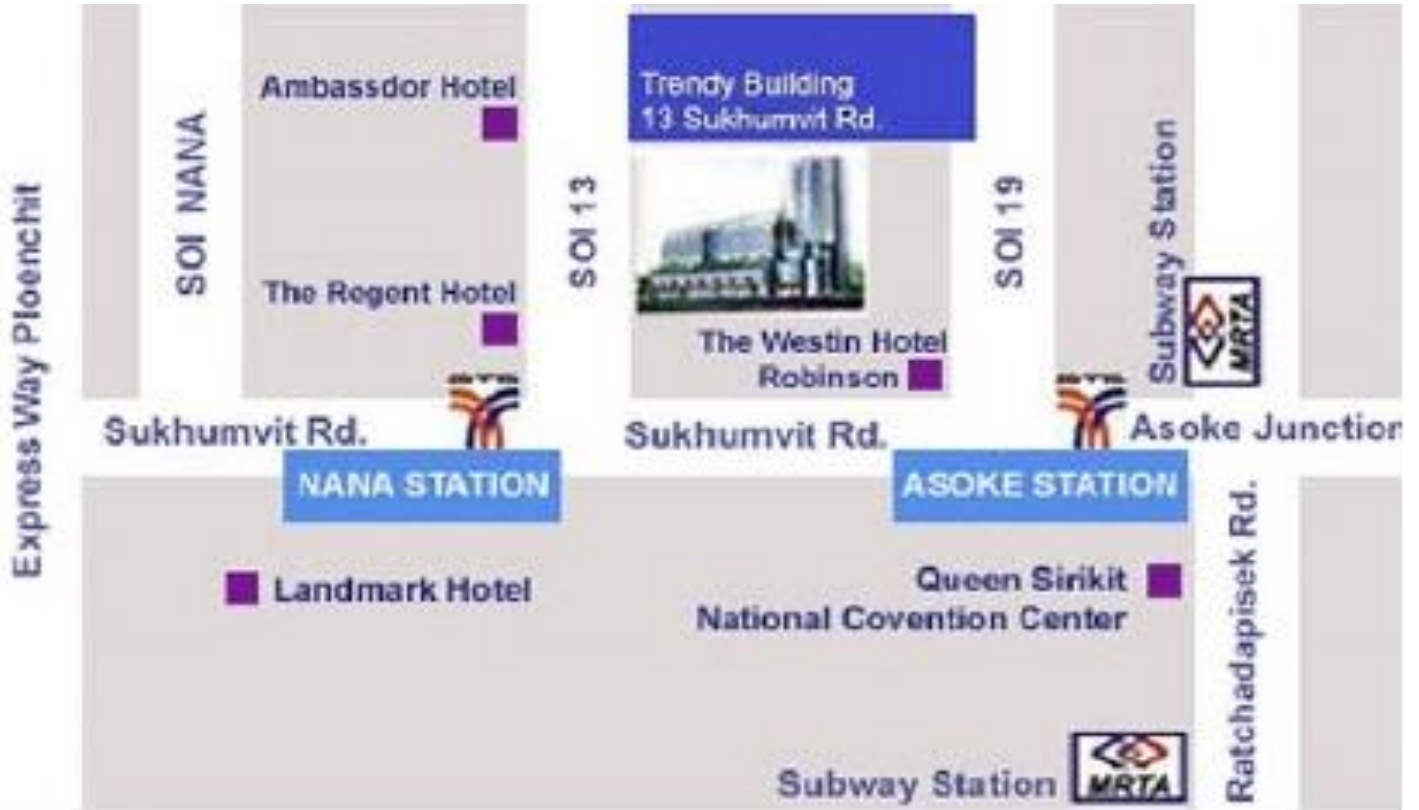 Ambassdor Hotel
Trendy Building
13 Sukhumvit Rd.
Express Way Ploenchit
SOI NANA
SOI 13
SOI 19
Subway Station
MRTA
The Regent Hotel
The Westin Hotel
Robinson
BTS
BTS
Sukhumvit Rd.
Sukhumvit Rd.
Asoke Junction
NANA STATION
ASOKE STATION
Landmark Hotel
Queen Sirikit
National Covention Center
Ratchadapisek Rd.
Subway Station
MRTA